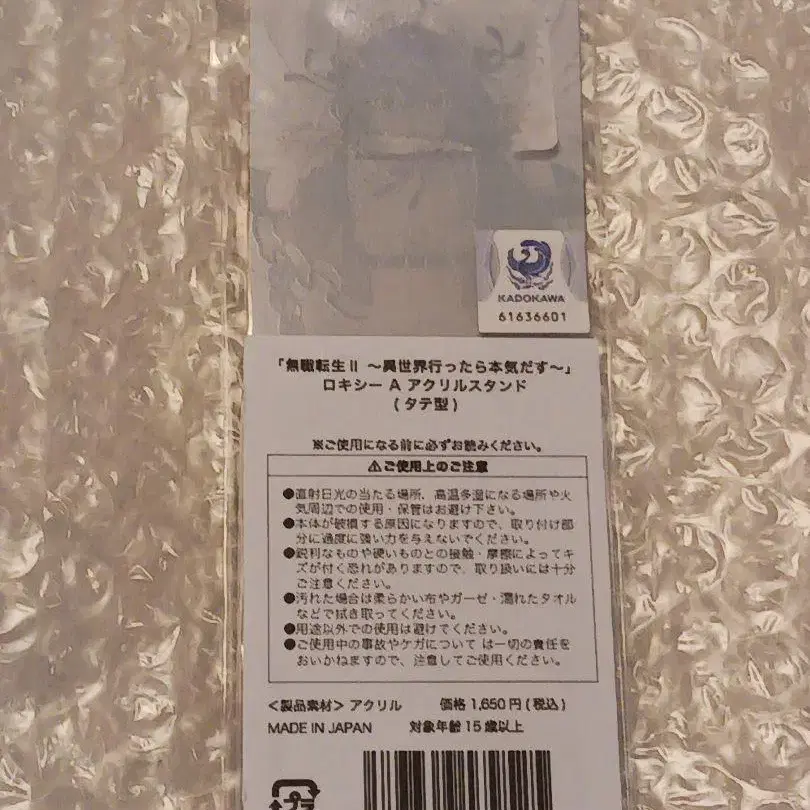 KADOKAWA
61636601
「無職転生Ⅱ ～異世界行ったら本気だす～」
ロキシー A アクリルスタンド
(タテ型)
※ご使用になる前に必ずお読みください。
⚠ご使用上のご注意
●直射日光の当たる場所、高温多湿になる場所や火
気周辺での使用・保管はお避け下さい。
●本体が破損する原因になりますので、取り付け部
分に過度に強い力を与えないでください。
●鋭利なものや硬いものとの接触・摩擦によってキ
ズが付く恐れがありますので、取り扱いには十分
ご注意ください。
●汚れた場合は柔らかい布やガーゼ・濡れたタオル
などで拭き取ってください。
●用途以外での使用は避けてください。
●ご使用中の事故やケガについて は一切の責任を
おいかねますので、注意してご使用ください。
＜製品素材＞アクリル 価格 1,650円(税込)
MADE IN JAPAN 対象年齢 15歳以上
プラ